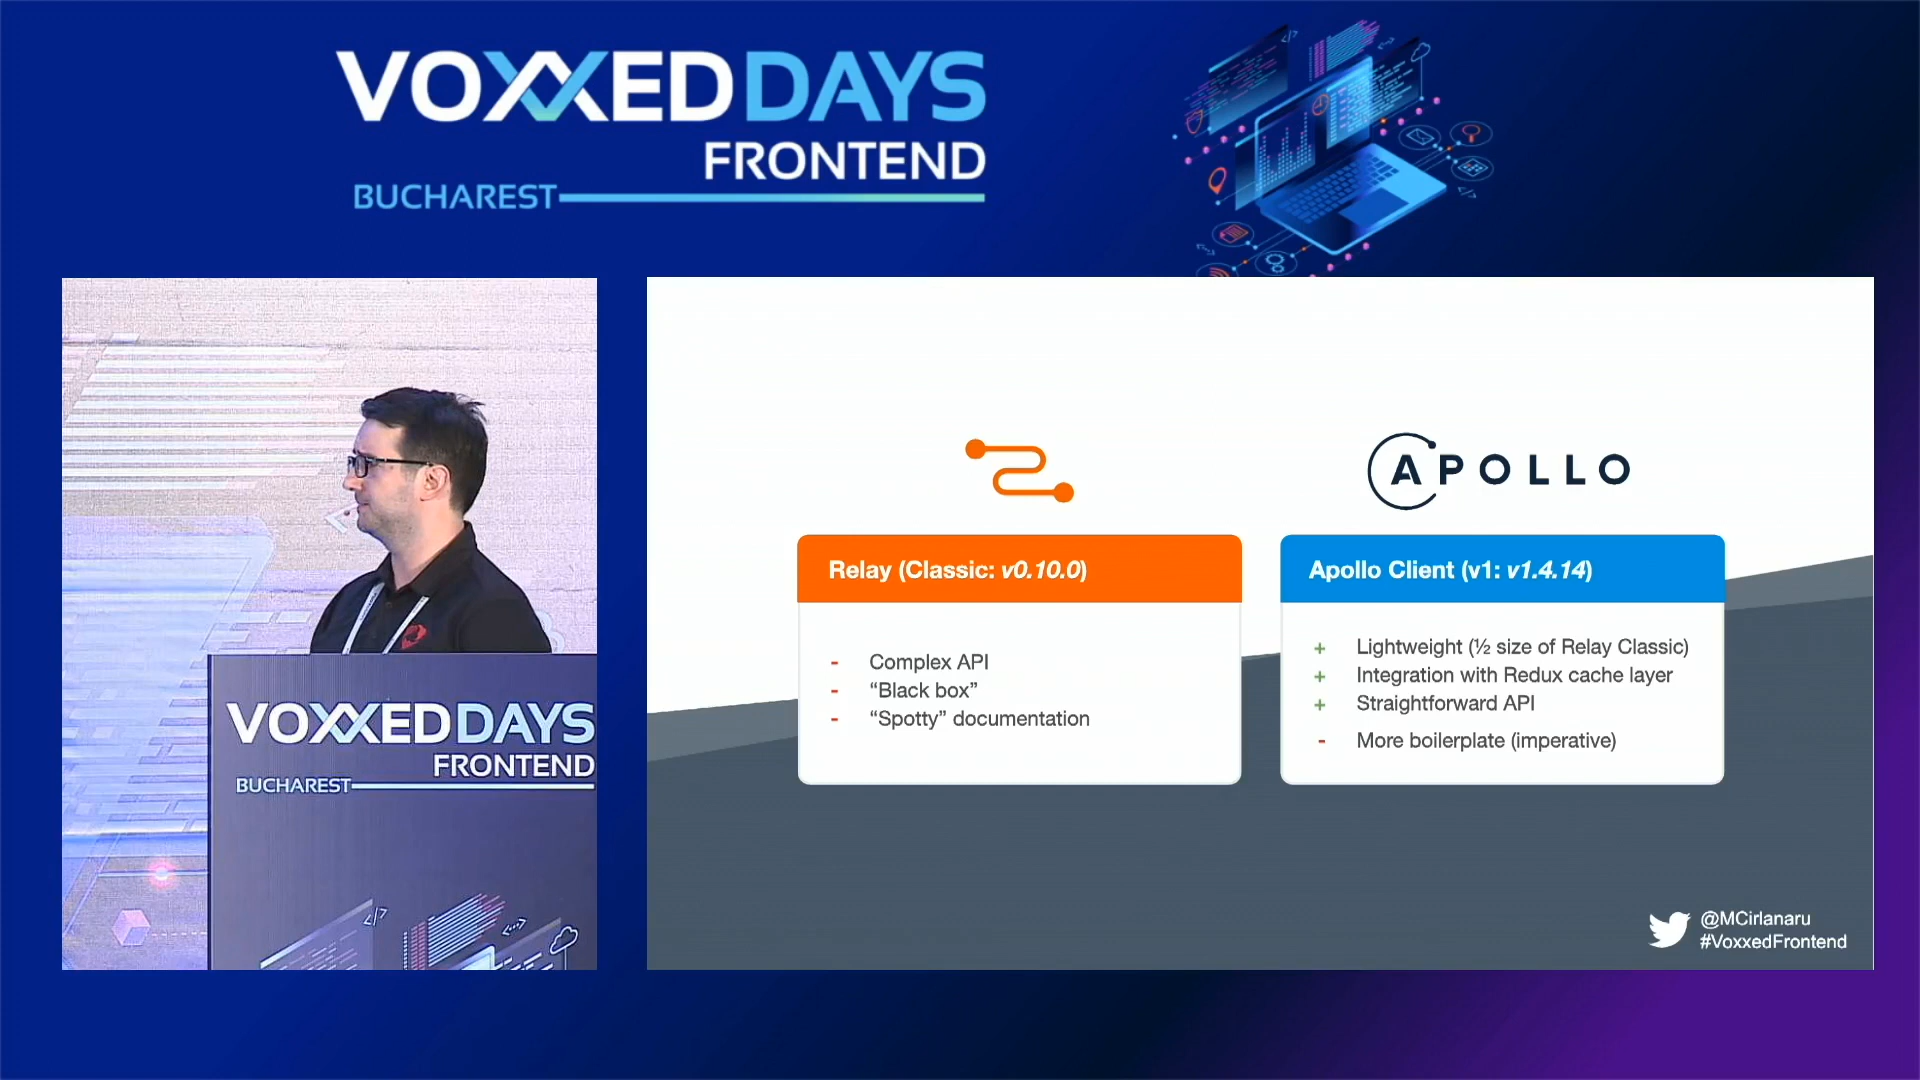 VOXXED DAYS
FRONTEND
BUCHAREST
VOXXED DAYS
FRONTEND
BUCHAREST
</>
APOLLO
Relay (Classic: v0.10.0)
- Complex API
- “Black box”
- “Spotty” documentation
Apollo Client (v1: v1.4.14)
+ Lightweight (½ size of Relay Classic)
+ Integration with Redux cache layer
+ Straightforward API
- More boilerplate (imperative)
@MCirlanaru
#VoxxedFrontend